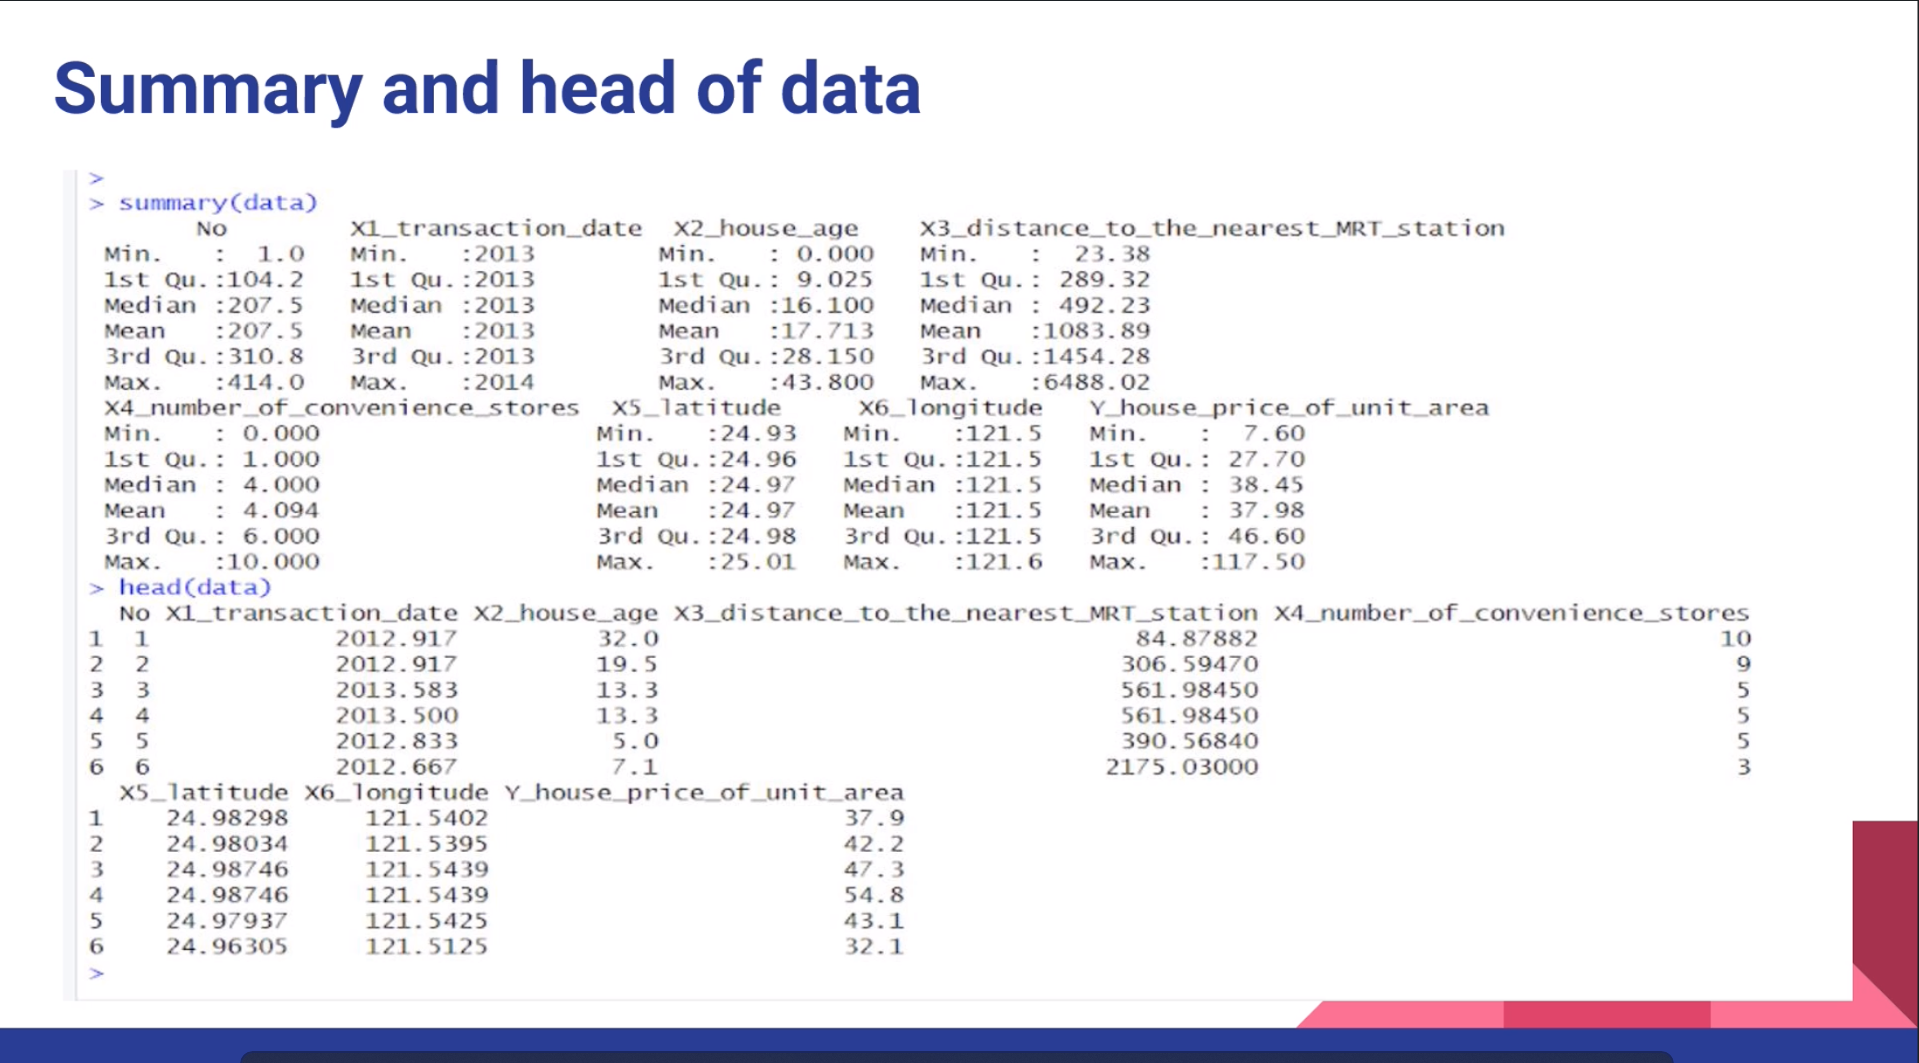 Summary and head of data
>
> summary(data)
No X1_transaction_date X2_house_age X3_distance_to_the_nearest_MRT_station
Min. : 1.0 Min. :2013 Min. : 0.000 Min. : 23.38
1st Qu.:104.2 1st Qu.:2013 1st Qu.: 9.025 1st Qu.: 289.32
Median :207.5 Median :2013 Median :16.100 Median : 492.23
Mean :207.5 Mean :2013 Mean :17.713 Mean :1083.89
3rd Qu.:310.8 3rd Qu.:2013 3rd Qu.:28.150 3rd Qu.:1454.28
Max. :414.0 Max. :2014 Max. :43.800 Max. :6488.02
X4_number_of_convenience_stores X5_latitude X6_longitude Y_house_price_of_unit_area
Min. : 0.000 Min. :24.93 Min. :121.5 Min. : 7.60
1st Qu.: 1.000 1st Qu.:24.96 1st Qu.:121.5 1st Qu.: 27.70
Median : 4.000 Median :24.97 Median :121.5 Median : 38.45
Mean : 4.094 Mean :24.97 Mean :121.5 Mean : 37.98
3rd Qu.: 6.000 3rd Qu.:24.98 3rd Qu.:121.5 3rd Qu.: 46.60
Max. :10.000 Max. :25.01 Max. :121.6 Max. :117.50
> head(data)
No X1_transaction_date X2_house_age X3_distance_to_the_nearest_MRT_station X4_number_of_convenience_stores
1 1 2012.917 32.0 84.87882 10
2 2 2012.917 19.5 306.59470 9
3 3 2013.583 13.3 561.98450 5
4 4 2013.500 13.3 561.98450 5
5 5 2012.833 5.0 390.56840 5
6 6 2012.667 7.1 2175.03000 3
X5_latitude X6_longitude Y_house_price_of_unit_area
1 24.98298 121.5402 37.9
2 24.98034 121.5395 42.2
3 24.98746 121.5439 47.3
4 24.98746 121.5439 54.8
5 24.97937 121.5425 43.1
6 24.96305 121.5125 32.1
>